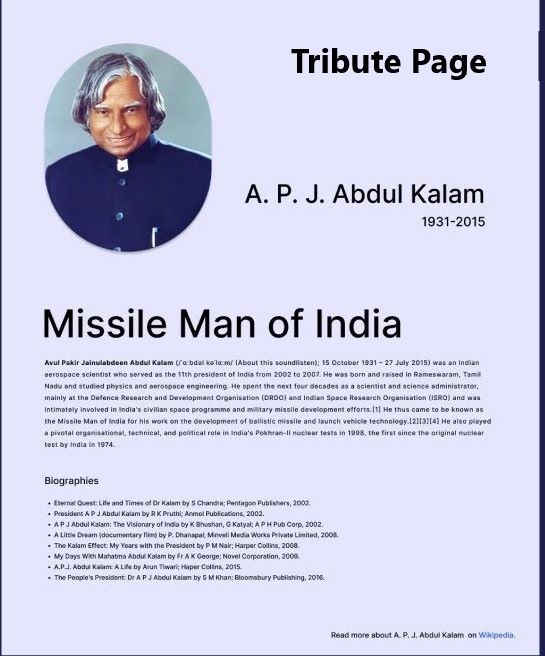 Tribute Page
A. P. J. Abdul Kalam
1931-2015
Missile Man of India
Avul Pakir Jainulabdeen Abdul Kalam (/ˈɑːbdəl kəˈlɑːm/ (About this soundlisten); 15 October 1931 – 27 July 2015) was an Indian
aerospace scientist who served as the 11th president of India from 2002 to 2007. He was born and raised in Rameswaram, Tamil
Nadu and studied physics and aerospace engineering. He spent the next four decades as a scientist and science administrator,
mainly at the Defence Research and Development Organisation (DRDO) and Indian Space Research Organisation (ISRO) and was
intimately involved in India's civilian space programme and military missile development efforts.[1] He thus came to be known as
the Missile Man of India for his work on the development of ballistic missile and launch vehicle technology.[2][3][4] He also played
a pivotal organisational, technical, and political role in India's Pokhran-II nuclear tests in 1998, the first since the original nuclear
test by India in 1974.
Biographies
• Eternal Quest: Life and Times of Dr Kalam by S Chandra; Pentagon Publishers, 2002.
• President A P J Abdul Kalam by R K Pruthi; Anmol Publications, 2002.
• A P J Abdul Kalam: The Visionary of India by K Bhushan, G Katyal; A P H Pub Corp, 2002.
• A Little Dream (documentary film) by P. Dhanapal; Minveli Media Works Private Limited, 2008.
• The Kalam Effect: My Years with the President by P M Nair; Harper Collins, 2008.
• My Days With Mahatma Abdul Kalam by Fr A K George; Novel Corporation, 2009.
• A.P.J. Abdul Kalam: A Life by Arun Tiwari; Haper Collins, 2015.
• The People's President: Dr A P J Abdul Kalam by S M Khan; Bloomsbury Publishing, 2016.
Read more about A. P. J. Abdul Kalam on Wikipedia.